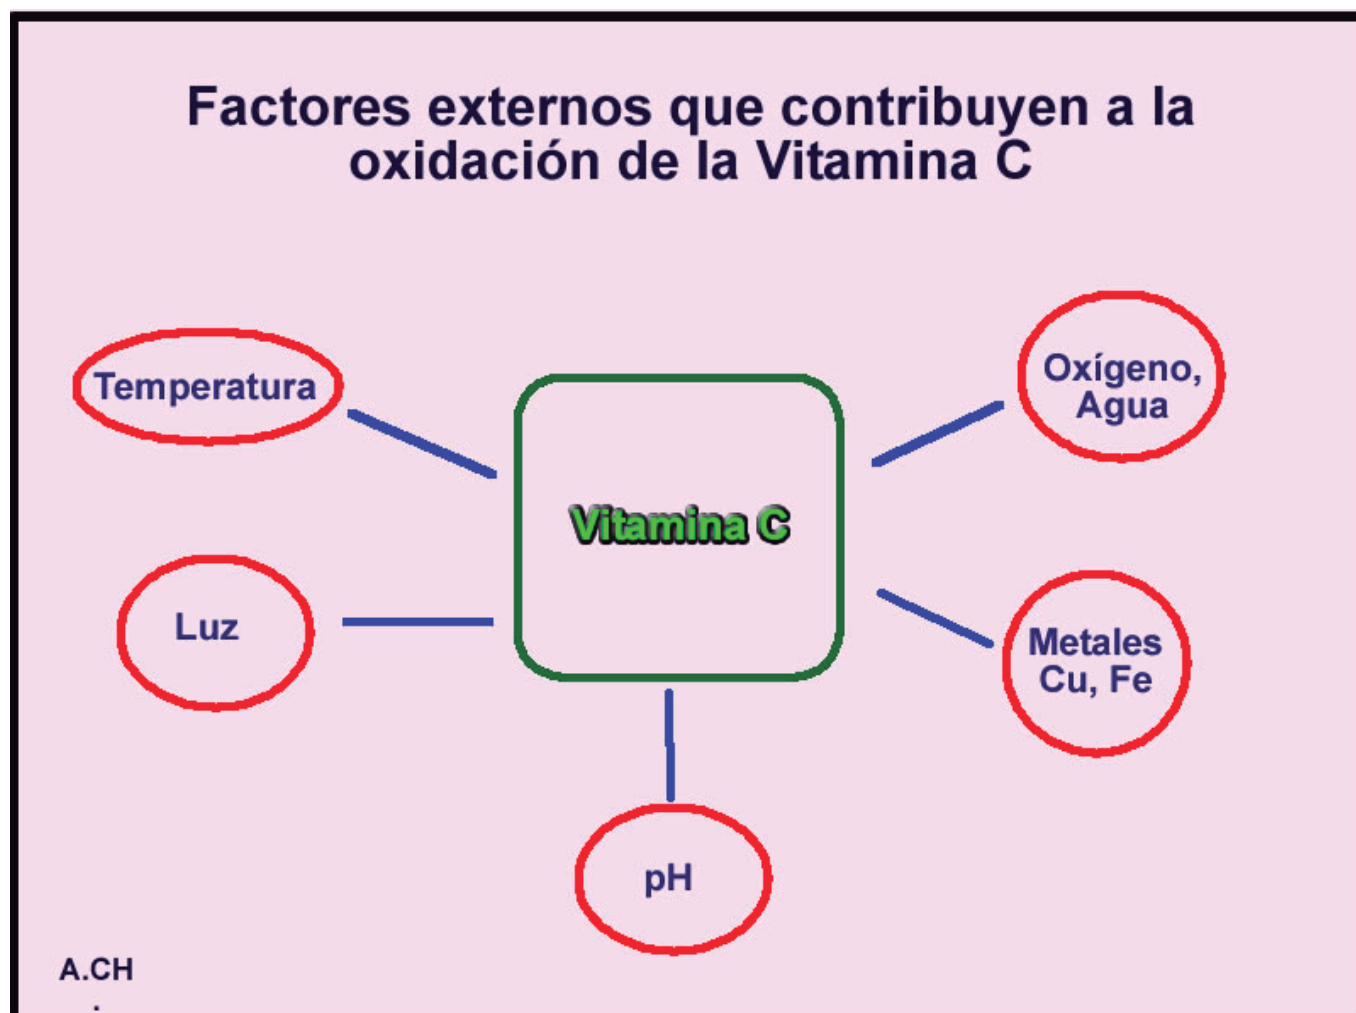 Factores externos que contribuyen a la
oxidación de la Vitamina C
Temperatura
Oxígeno,
Agua
Vitamina C
Luz
Metales
Cu, Fe
pH
A.CH
.